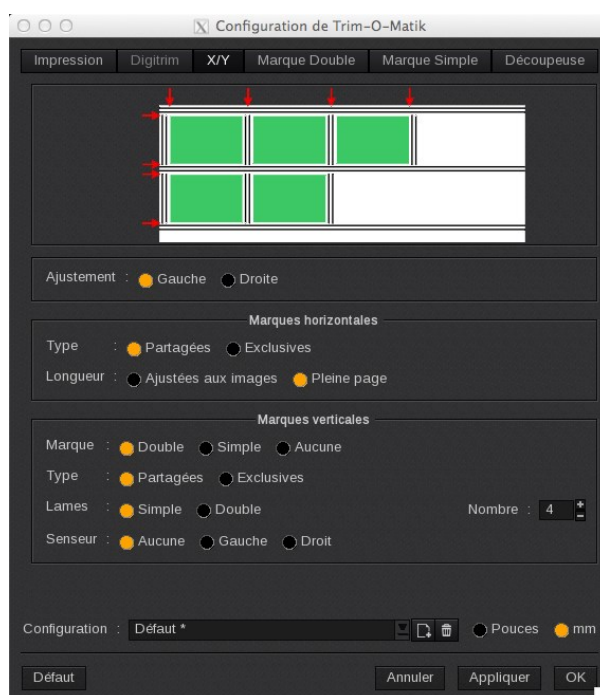 Configuration de Trim-O-Matik
Impression Digitrim X/Y Marque Double Marque Simple Découpeuse
Ajustement : Gauche Droite
Marques horizontales
Type : Partagées Exclusives
Longueur : Ajustées aux images Pleine page
Marques verticales
Marque : Double Simple Aucune
Type : Partagées Exclusives
Lames : Simple Double Nombre : 4
Senseur : Aucune Gauche Droit
Configuration : Défaut * Pouces mm
Défaut Annuler Appliquer OK